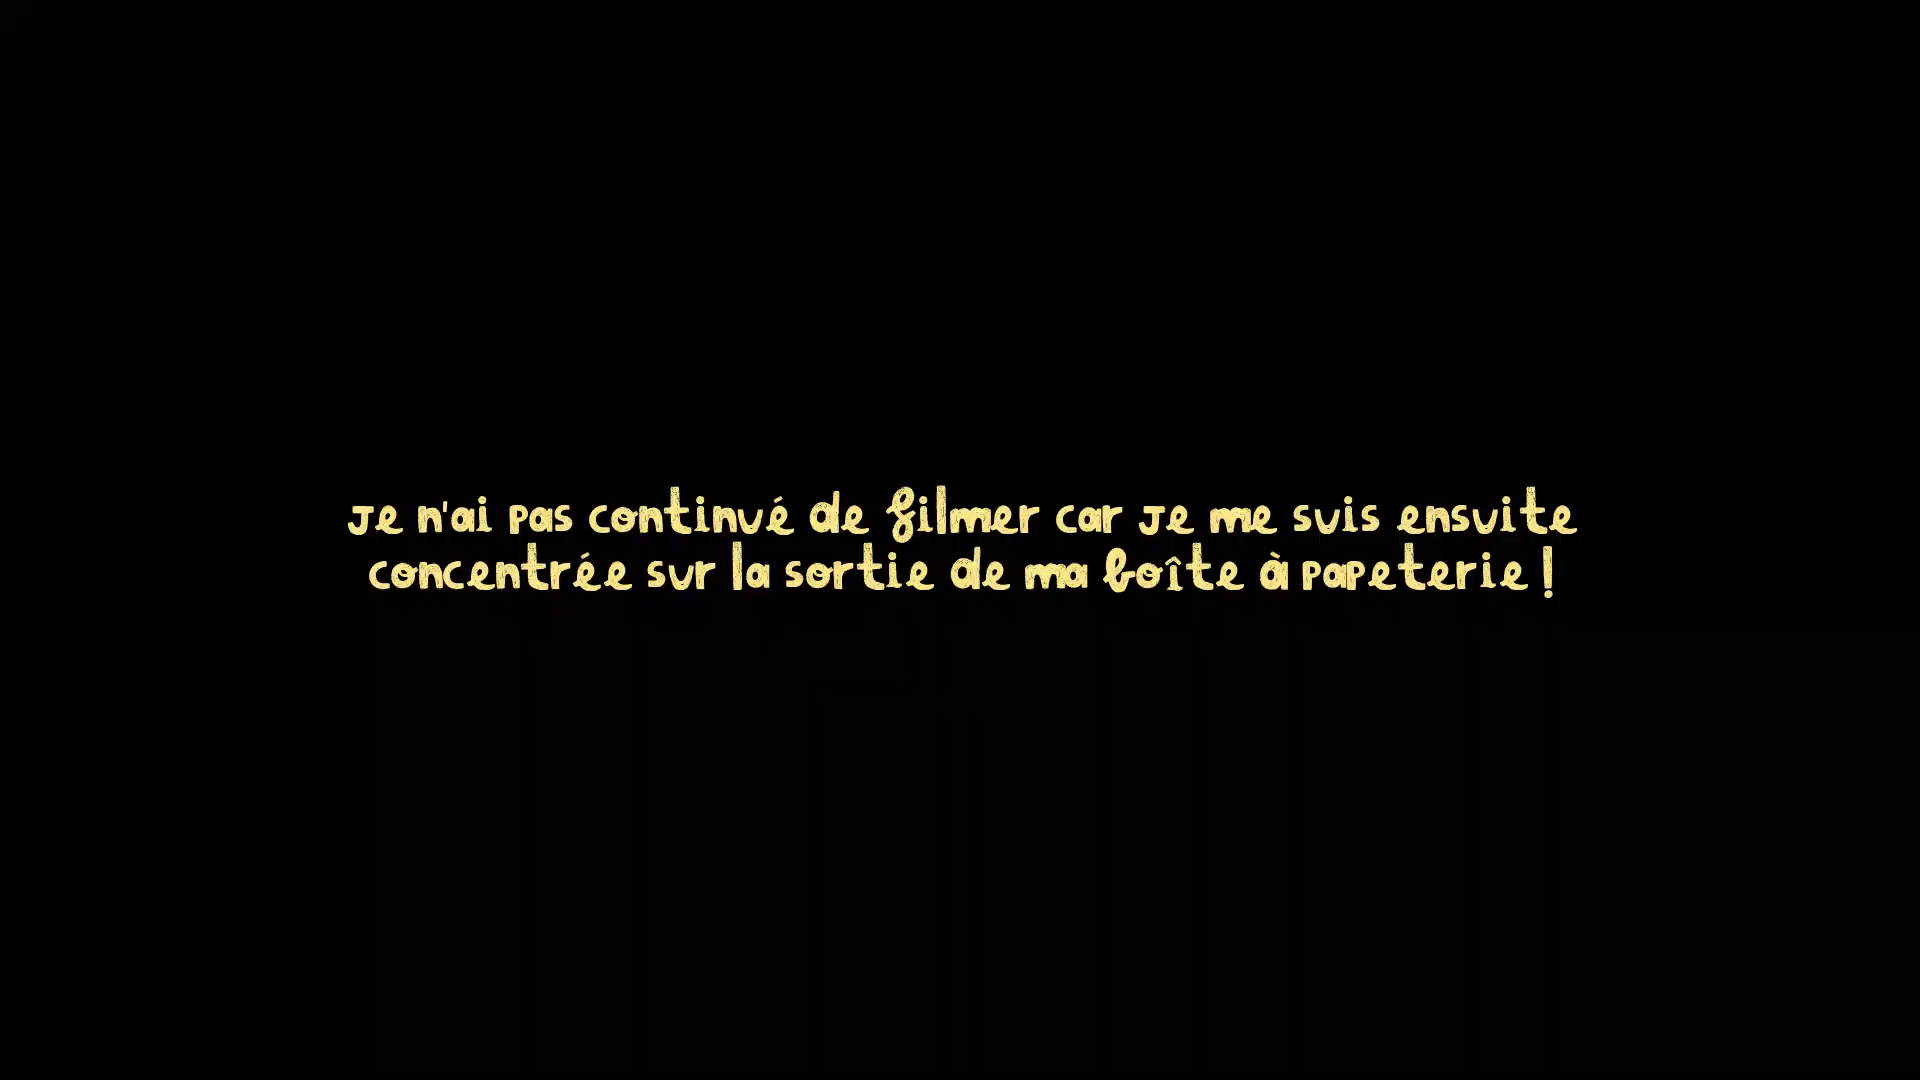 Je n'ai pas continué de filmer car je me suis ensuite
concentrée sur la sortie de ma boîte à papeterie !